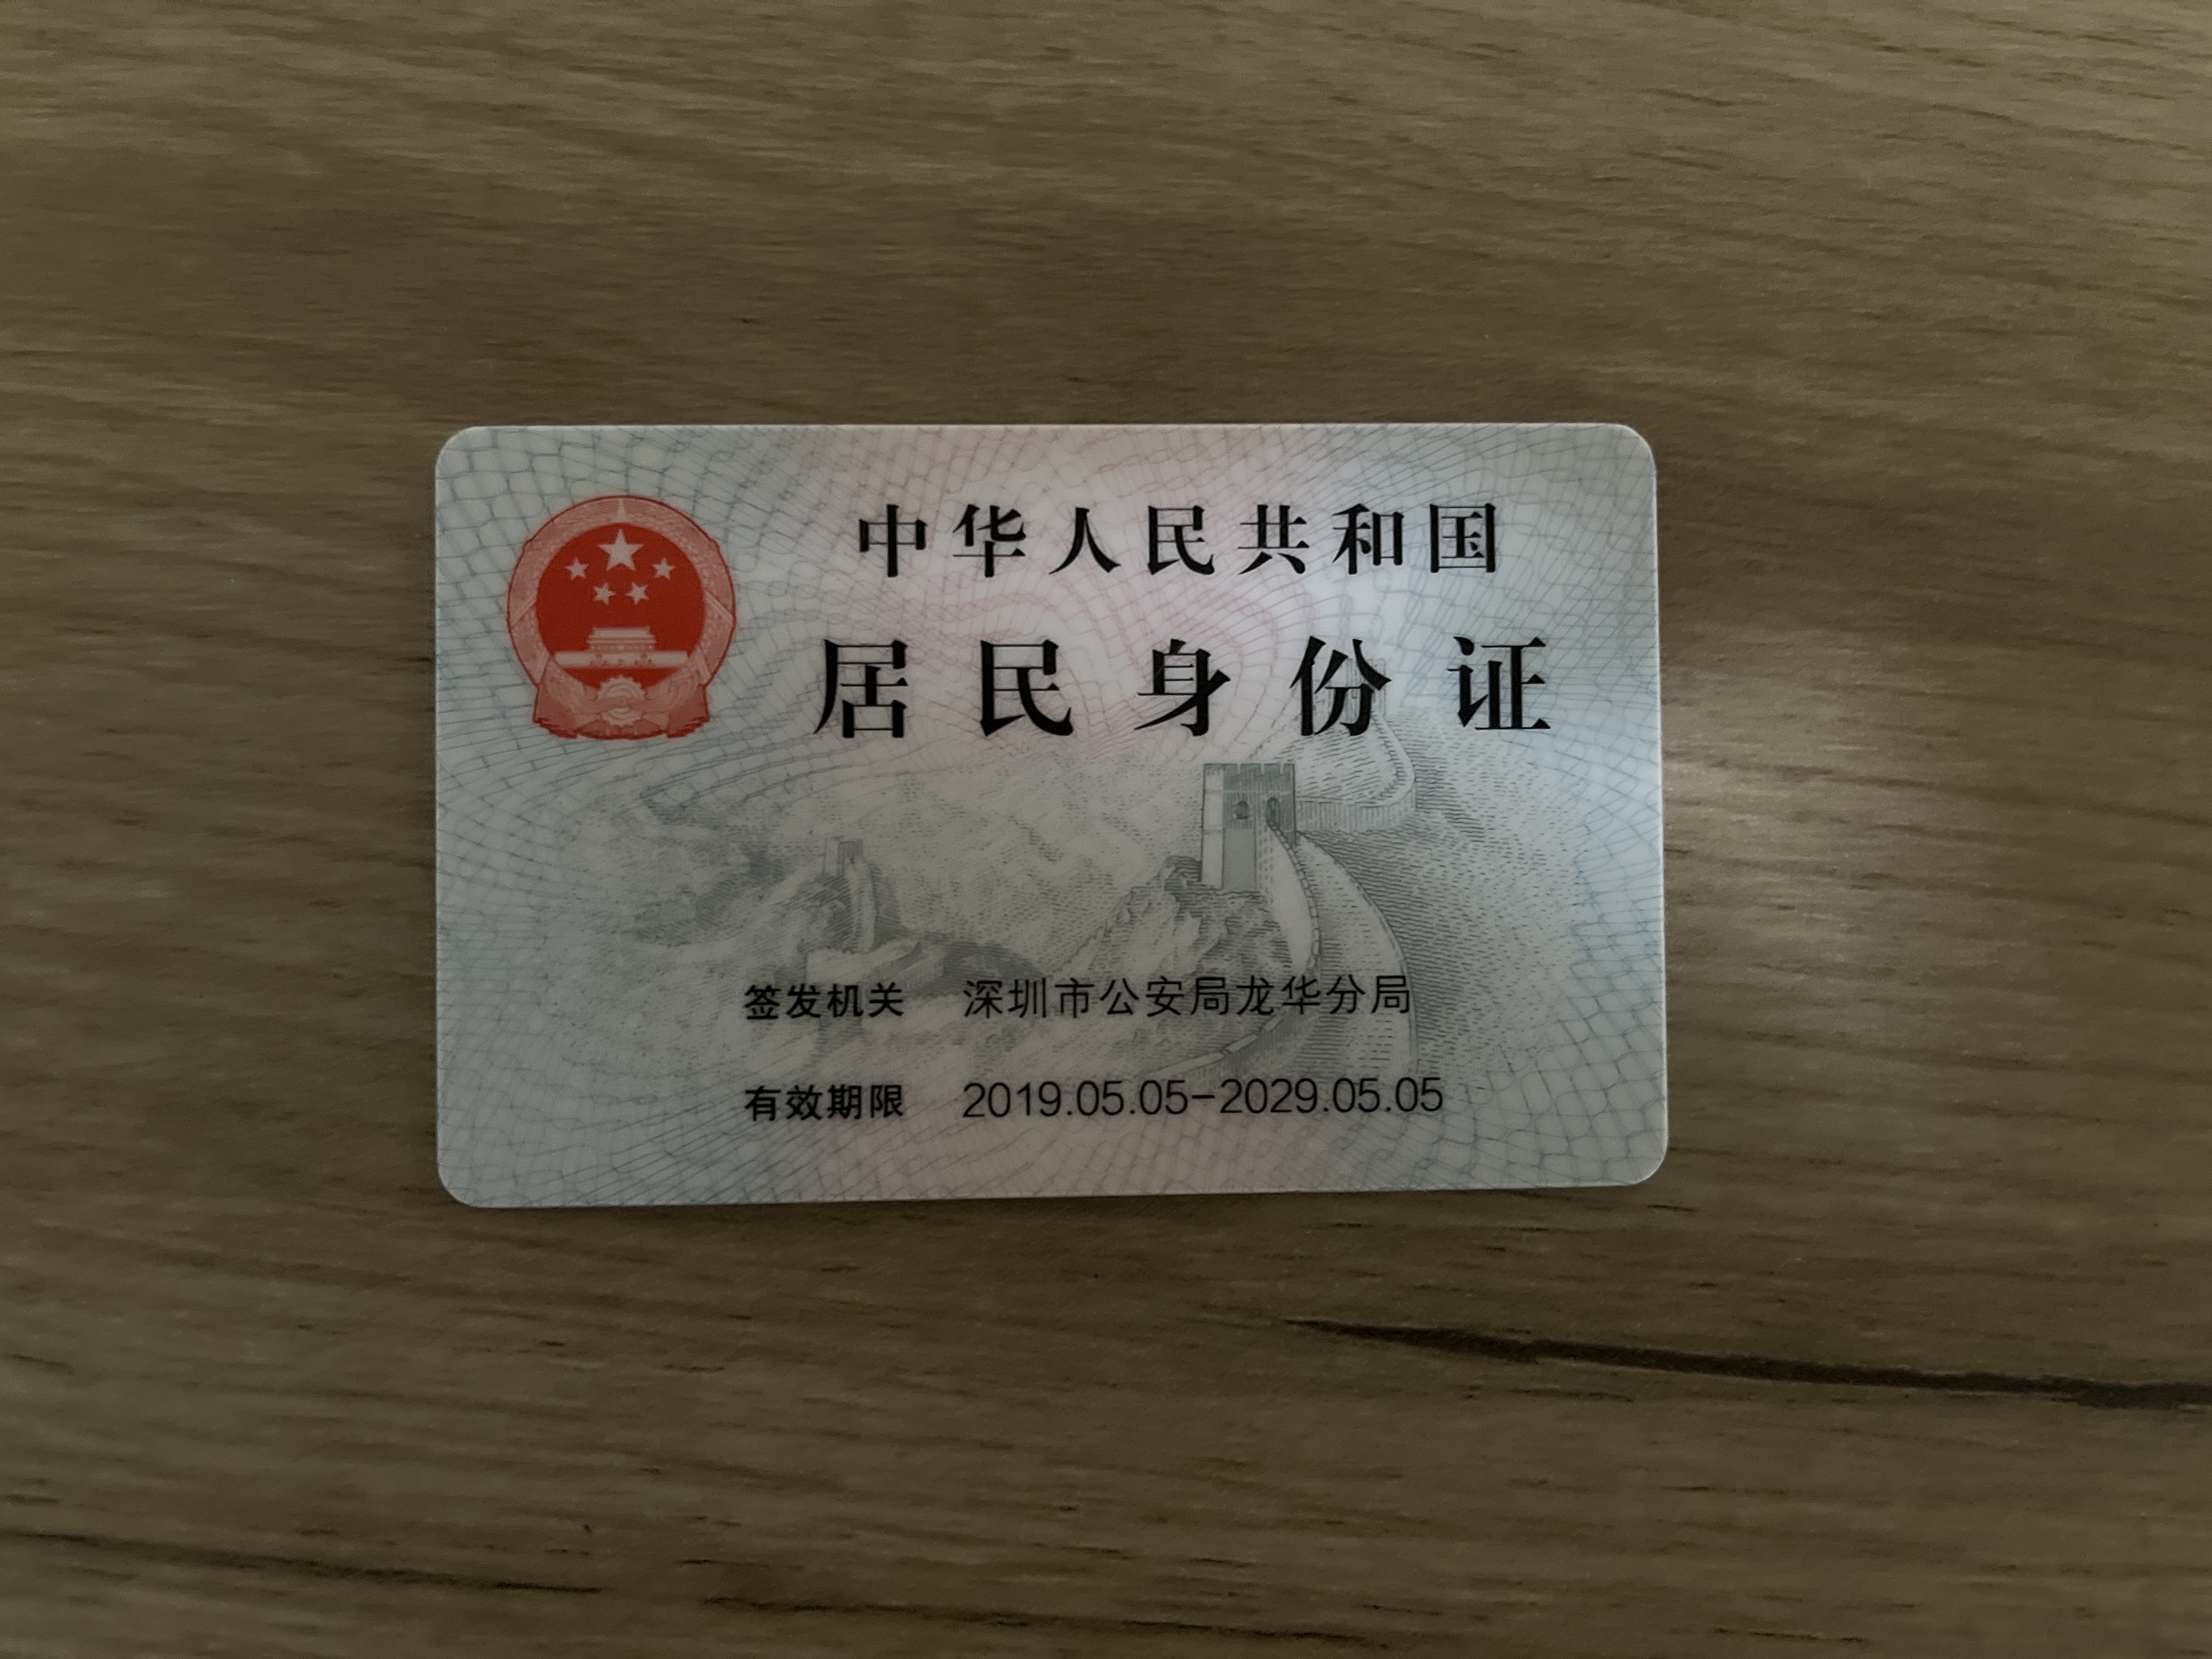 中华人民共和国
居民身份证
签发机关 深圳市公安局龙华分局
有效期限 2019.05.05-2029.05.05